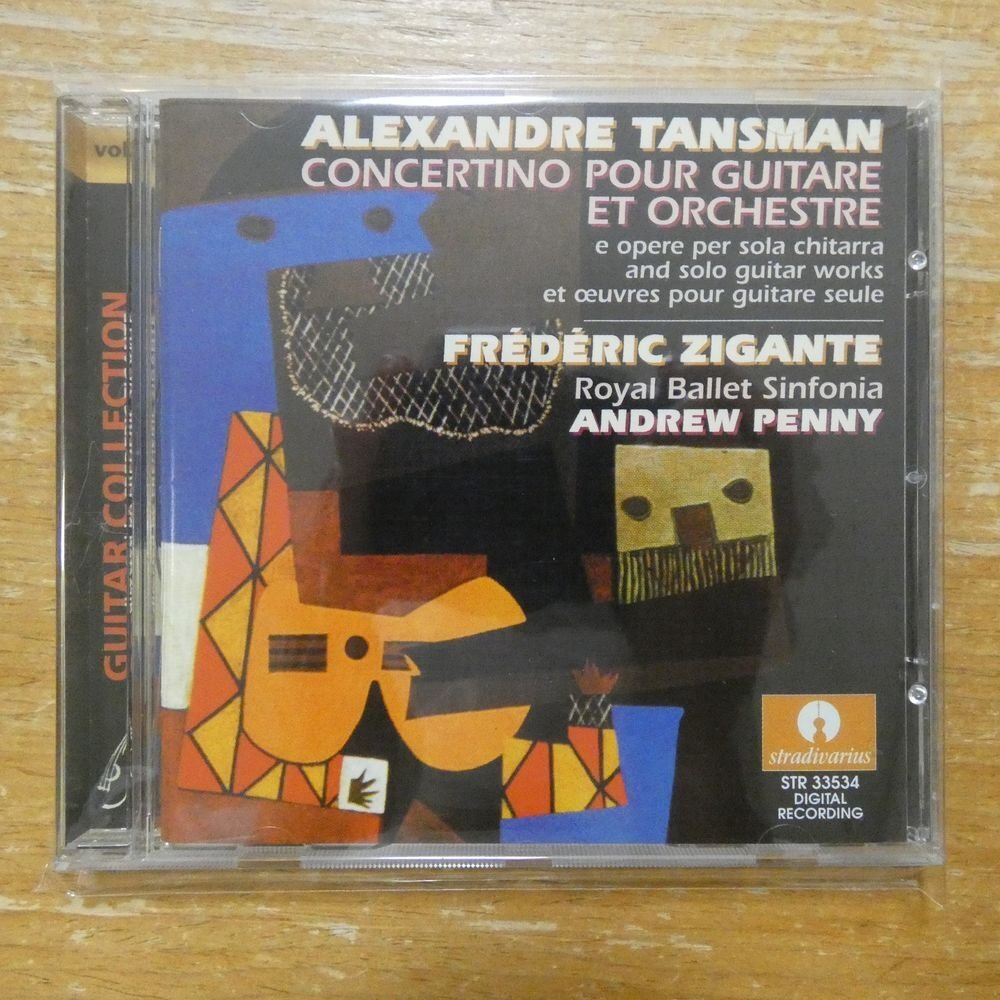 vol.
GUITAR COLLECTION
ALEXANDRE TANSMAN
CONCERTINO POUR GUITARE
ET ORCHESTRE
e opere per sola chitarra
and solo guitar works
et œuvres pour guitare seule
FRÉDÉRIC ZIGANTE
Royal Ballet Sinfonia
ANDREW PENNY
stradivarius
STR 33534
DIGITAL
RECORDING